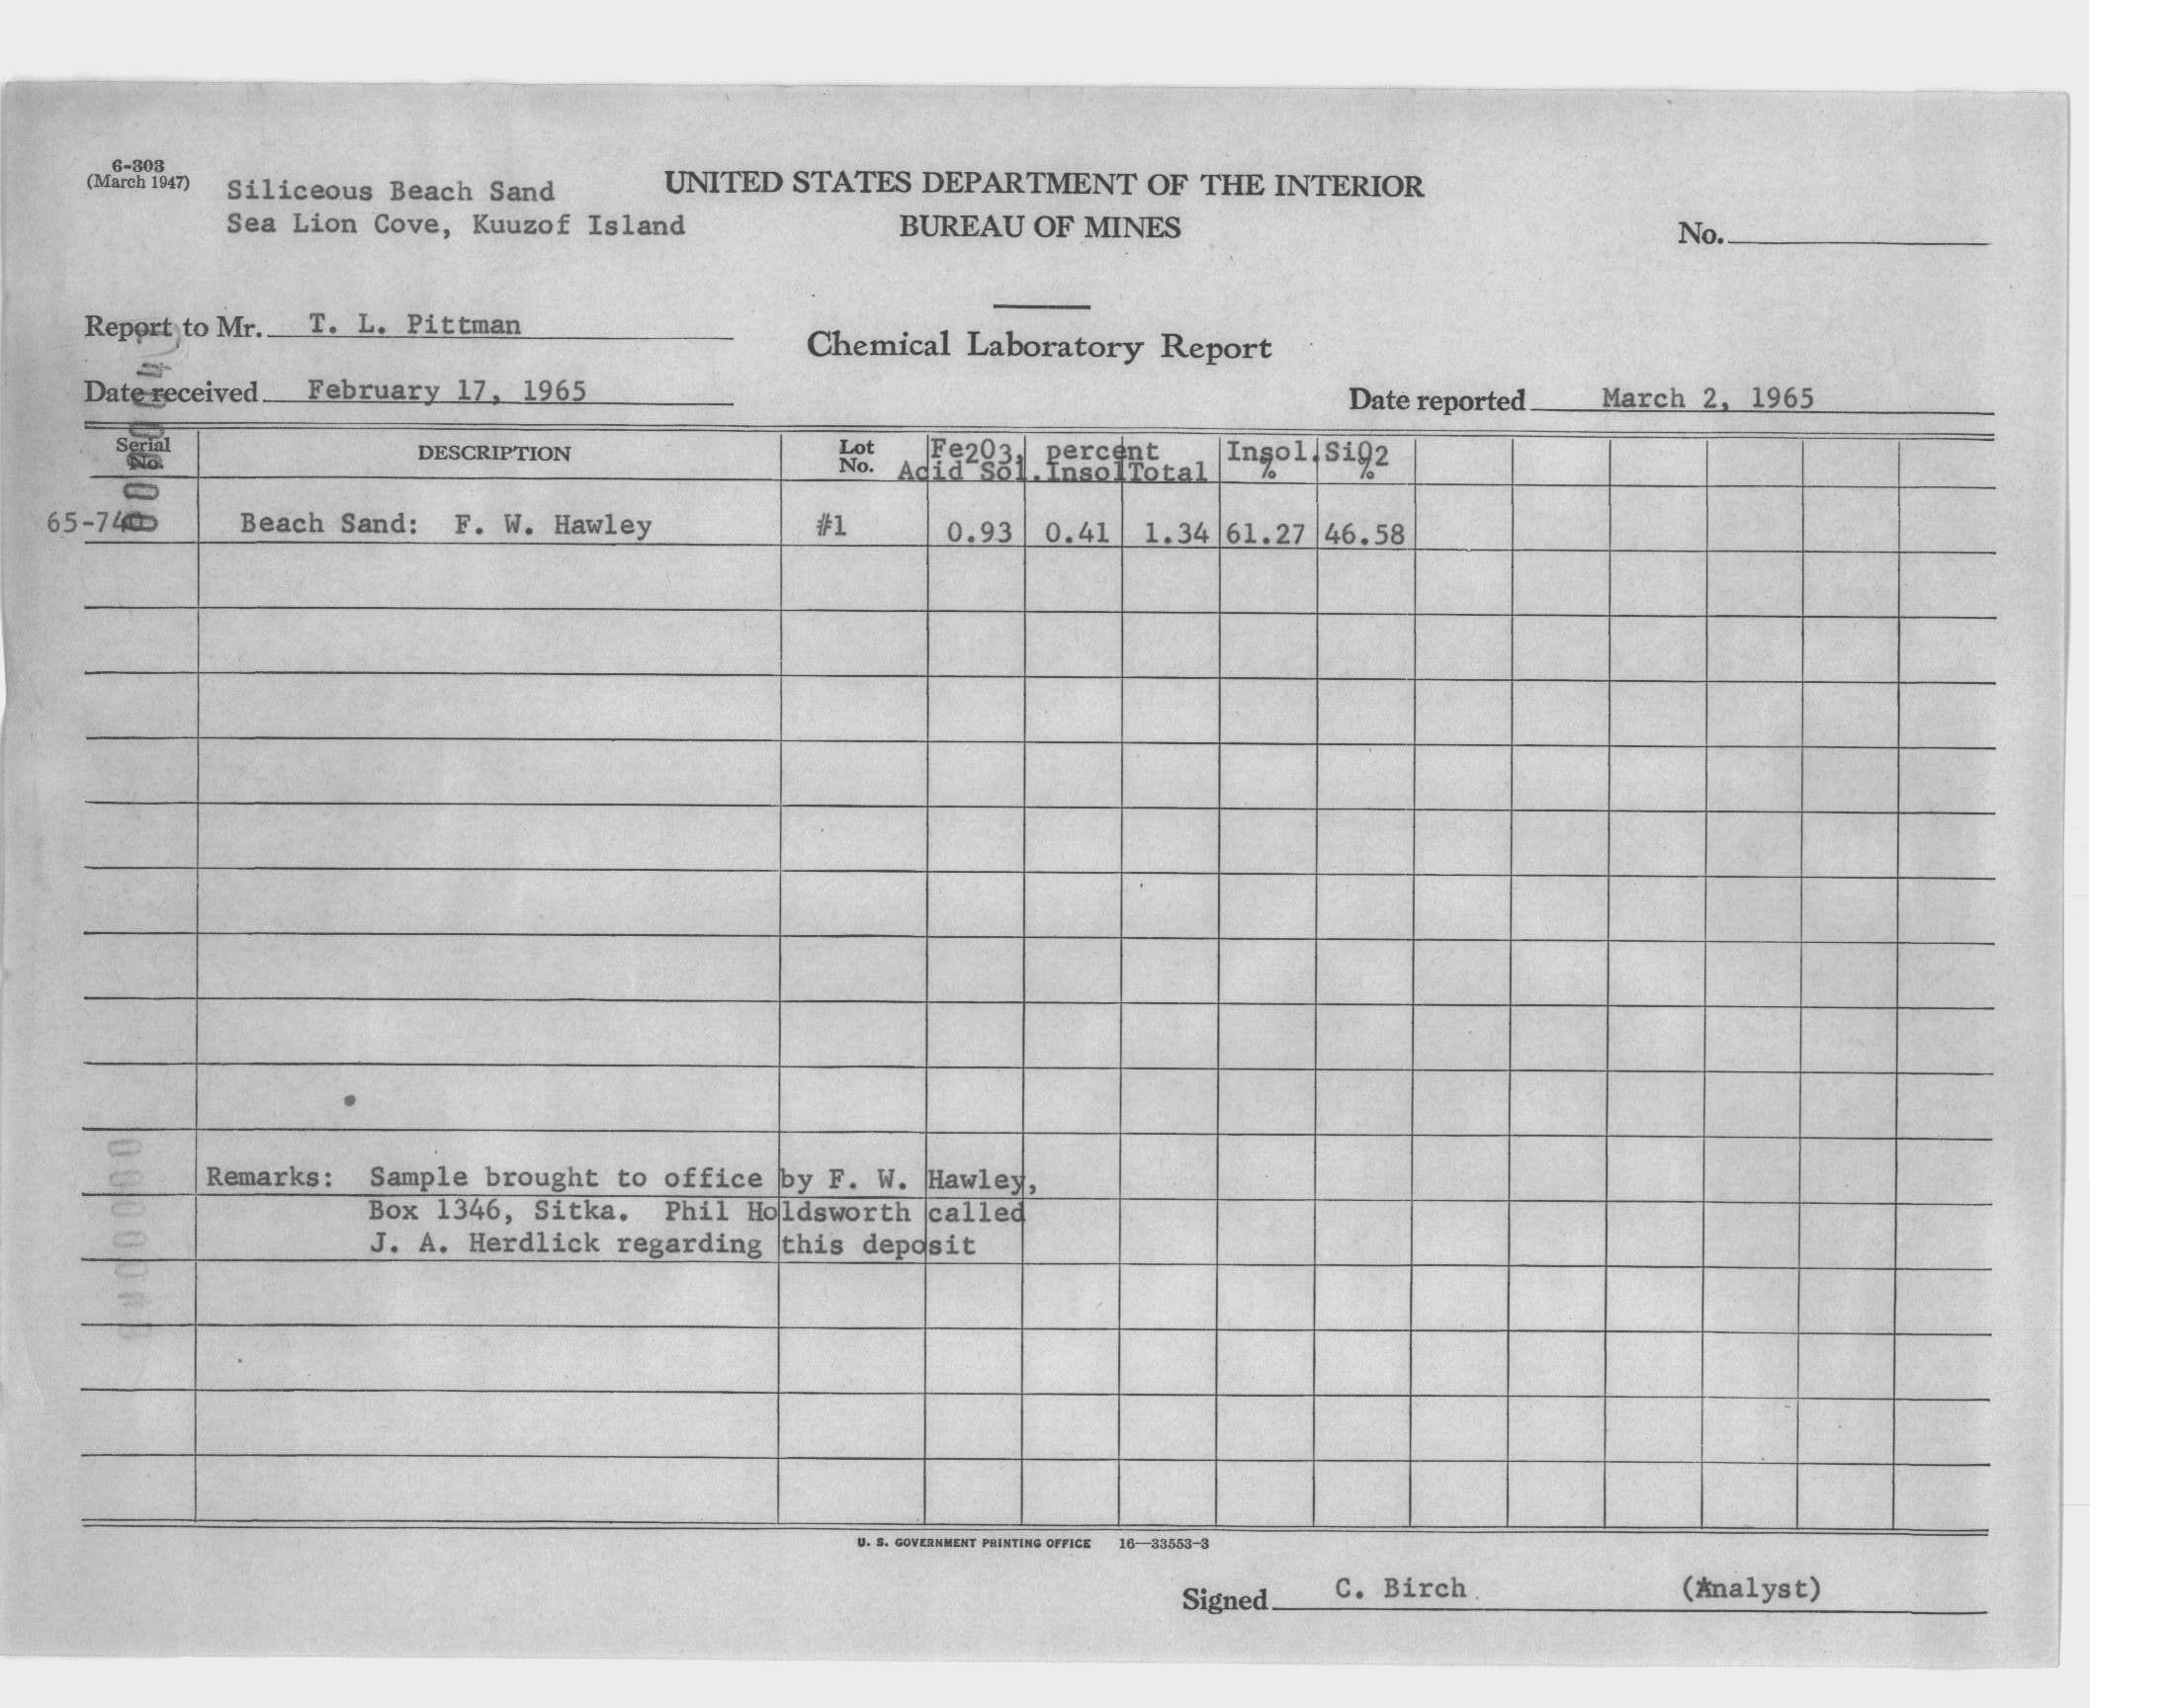 6-303
(March 1947)
Siliceous Beach Sand
Sea Lion Cove, Kuuzof Island
UNITED STATES DEPARTMENT OF THE INTERIOR
BUREAU OF MINES
No.
Report to Mr. T. L. Pittman
Chemical Laboratory Report
Date received February 17, 1965
Date reported March 2, 1965
Serial No. DESCRIPTION Lot No. Fe2O3, percent Insol. SiO2
Acid Sol. Insol Total % %
Beach Sand: F. W. Hawley #1 0.93 0.41 1.34 61.27 46.58
Remarks: Sample brought to office by F. W. Hawley,
Box 1346, Sitka. Phil Holdsworth called
J. A. Herdlick regarding this deposit
U. S. GOVERNMENT PRINTING OFFICE 16—33553-3
Signed C. Birch (Analyst)